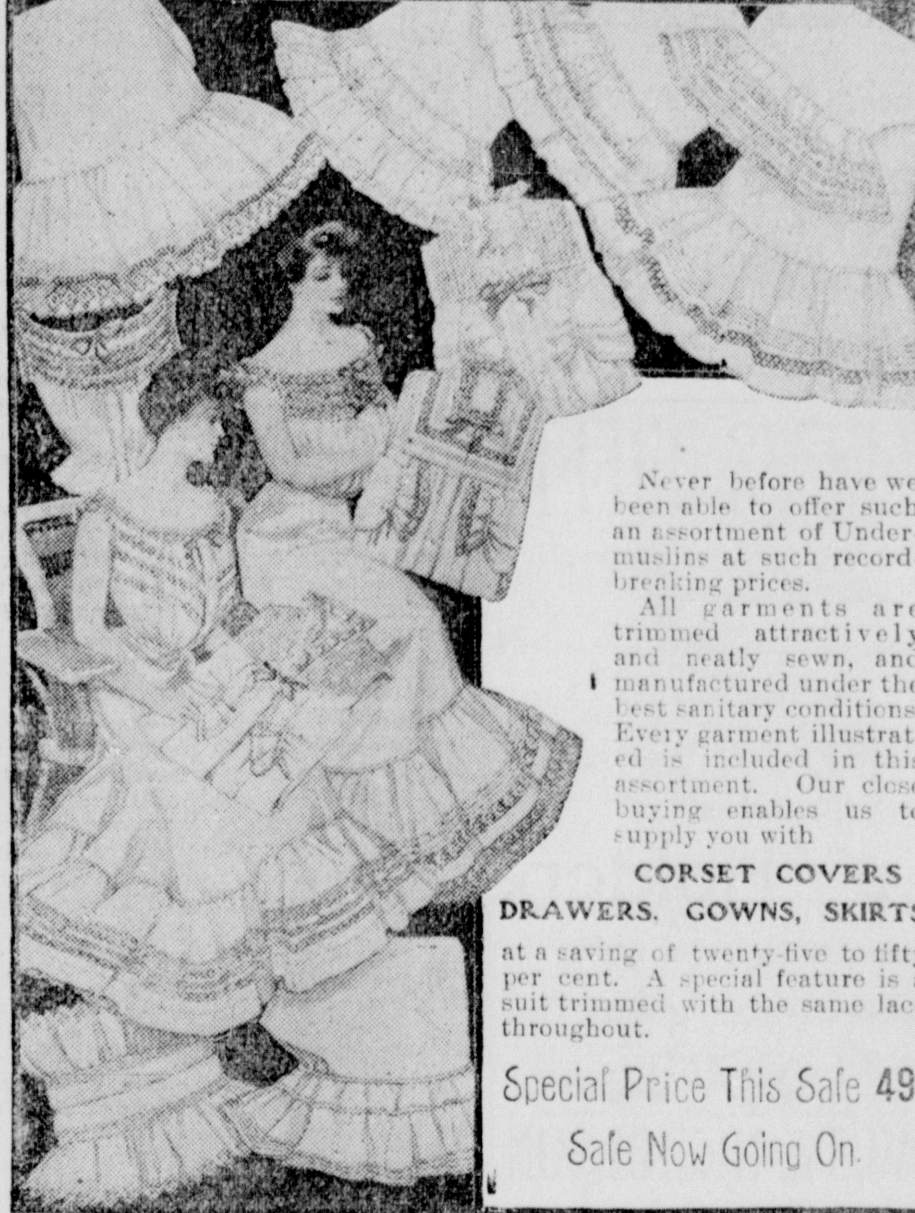 Never before have we
been able to offer such
an assortment of Under-
muslins at such record-
breaking prices.
All garments are
trimmed attractively
and neatly sewn, and
manufactured under the
best sanitary conditions
Every garment illustrat
ed is included in this
assortment. Our close
buying enables us to
supply you with
CORSET COVERS
DRAWERS. GOWNS, SKIRTS
at a saving of twenty-five to fifty
per cent. A special feature is a
suit trimmed with the same lac
throughout.
Special Price This Sale 49
Sale Now Going On.